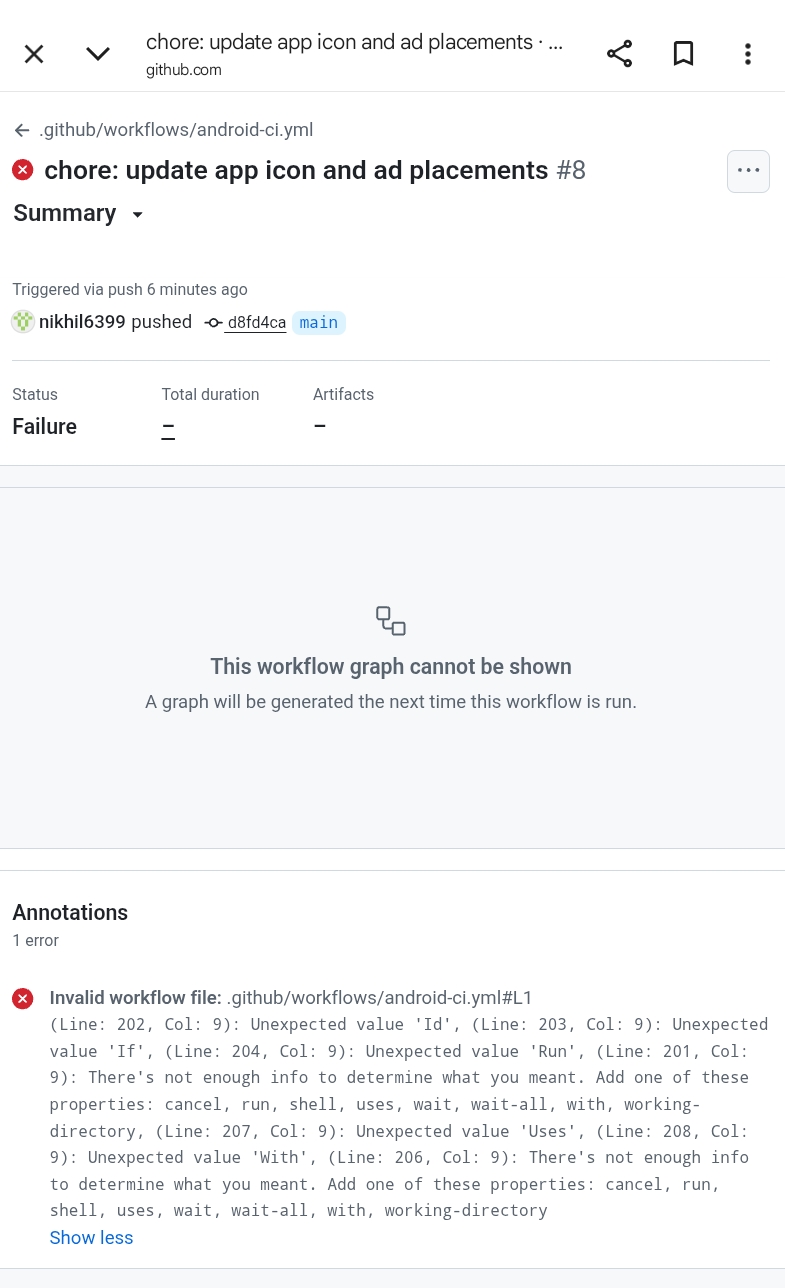 chore: update app icon and ad placements · ...
github.com
.github/workflows/android-ci.yml
chore: update app icon and ad placements #8
Summary
Triggered via push 6 minutes ago
nikhil6399 pushed d8fd4ca main
Status Total duration Artifacts
Failure – –
This workflow graph cannot be shown
A graph will be generated the next time this workflow is run.
Annotations
1 error
Invalid workflow file: .github/workflows/android-ci.yml#L1
(Line: 202, Col: 9): Unexpected value 'Id', (Line: 203, Col: 9): Unexpected
value 'If', (Line: 204, Col: 9): Unexpected value 'Run', (Line: 201, Col:
9): There's not enough info to determine what you meant. Add one of these
properties: cancel, run, shell, uses, wait, wait-all, with, working-
directory, (Line: 207, Col: 9): Unexpected value 'Uses', (Line: 208, Col:
9): Unexpected value 'With', (Line: 206, Col: 9): There's not enough info
to determine what you meant. Add one of these properties: cancel, run,
shell, uses, wait, wait-all, with, working-directory
Show less